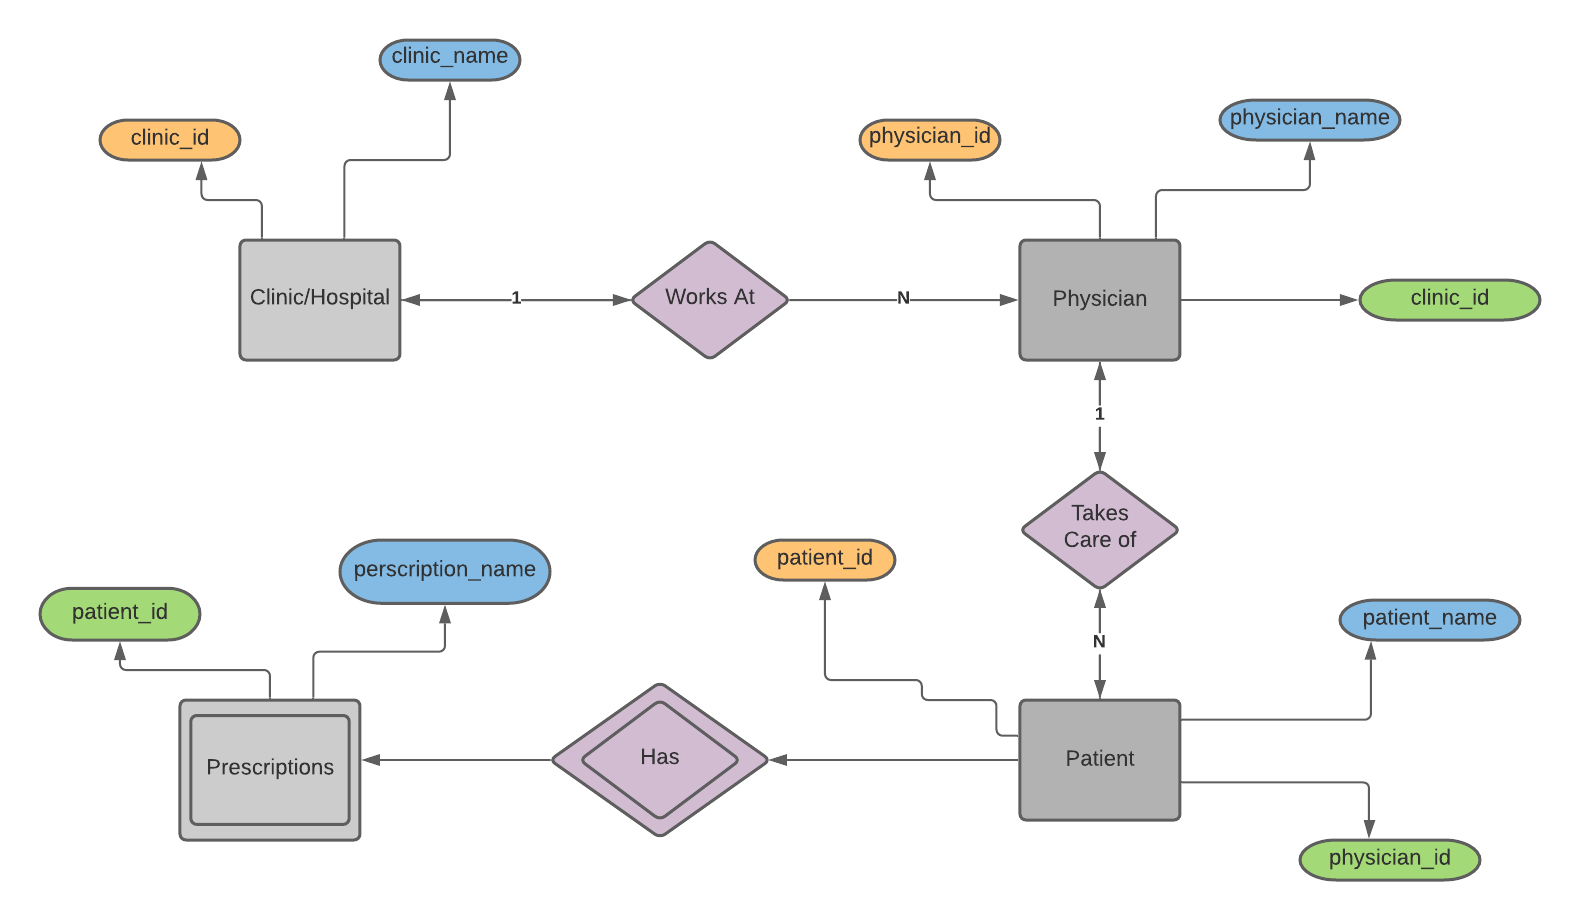 clinic_name
clinic_id
physician_id
physician_name
Clinic/Hospital
1
Works At
N
Physician
clinic_id
1
Takes
Care of
patient_id
perscription_name
patient_id
patient_name
N
Prescriptions
Has
Patient
physician_id